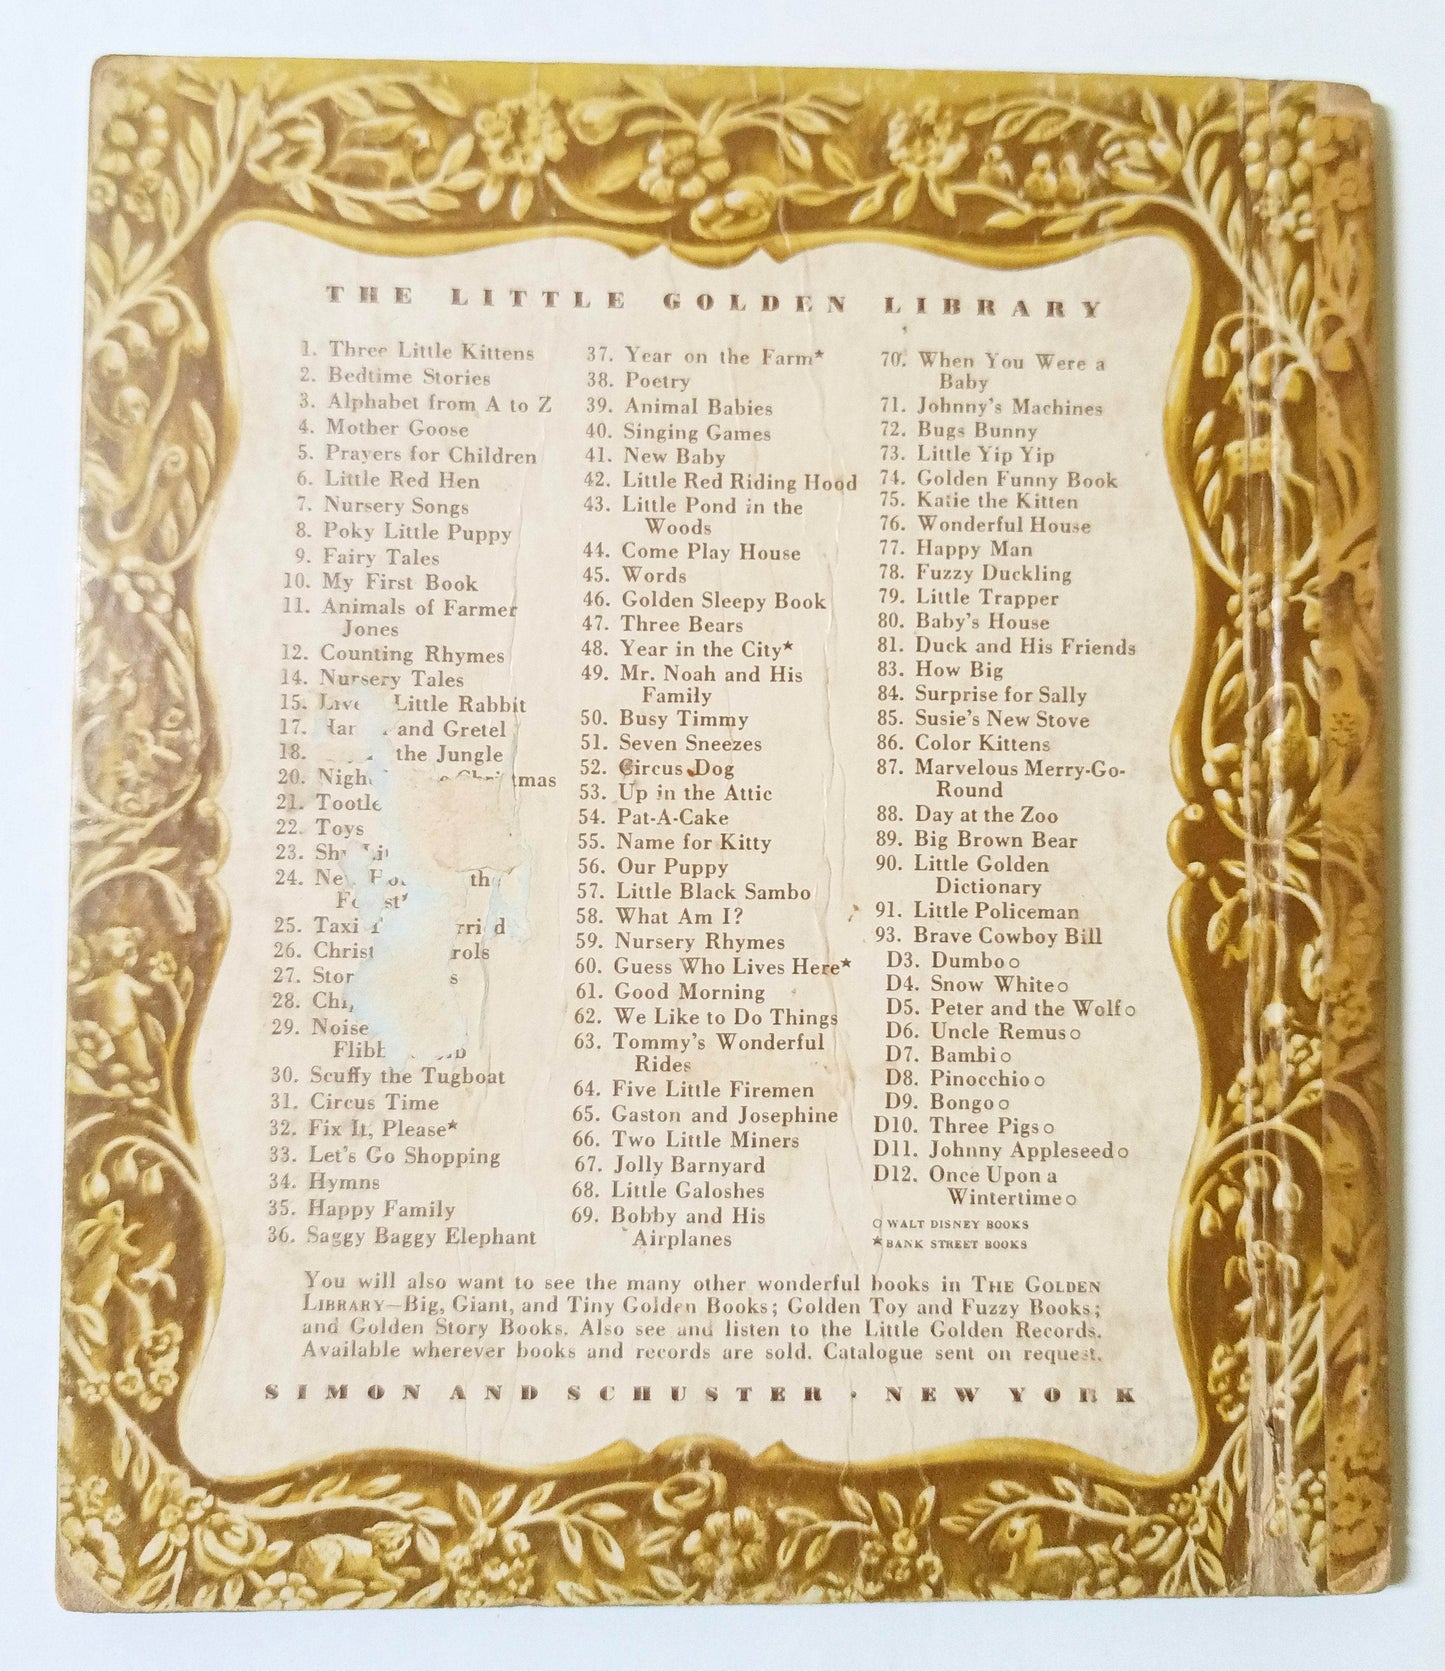 THE LITTLE GOLDEN LIBRARY
1. Three Little Kittens
2. Bedtime Stories
3. Alphabet from A to Z
4. Mother Goose
5. Prayers for Children
6. Little Red Hen
7. Nursery Songs
8. Poky Little Puppy
9. Fairy Tales
10. My First Book
11. Animals of Farmer
Jones
12. Counting Rhymes
14. Nursery Tales
15. Little Rabbit
17. and Gretel
18. the Jungle
20.
21. Tootle
22. Toys
23.
24.
25. Taxi
26.
27.
28.
29. Noise
30. Scuffy the Tugboat
31. Circus Time
32. Fix It, Please★
33. Let's Go Shopping
34. Hymns
35. Happy Family
36. Saggy Baggy Elephant
37. Year on the Farm★
38. Poetry
39. Animal Babies
40. Singing Games
41. New Baby
42. Little Red Riding Hood
43. Little Pond in the
Woods
44. Come Play House
45. Words
46. Golden Sleepy Book
47. Three Bears
48. Year in the City★
49. Mr. Noah and His
Family
50. Busy Timmy
51. Seven Sneezes
52. Circus Dog
53. Up in the Attic
54. Pat-A-Cake
55. Name for Kitty
56. Our Puppy
57. Little Black Sambo
58. What Am I?
59. Nursery Rhymes
60. Guess Who Lives Here★
61. Good Morning
62. We Like to Do Things
63. Tommy's Wonderful
Rides
64. Five Little Firemen
65. Gaston and Josephine
66. Two Little Miners
67. Jolly Barnyard
68. Little Galoshes
69. Bobby and His
Airplanes
70. When You Were a
Baby
71. Johnny's Machines
72. Bugs Bunny
73. Little Yip Yip
74. Golden Funny Book
75. Katie the Kitten
76. Wonderful House
77. Happy Man
78. Fuzzy Duckling
79. Little Trapper
80. Baby's House
81. Duck and His Friends
83. How Big
84. Surprise for Sally
85. Susie's New Stove
86. Color Kittens
87. Marvelous Merry-Go-
Round
88. Day at the Zoo
89. Big Brown Bear
90. Little Golden
Dictionary
91. Little Policeman
93. Brave Cowboy Bill
D3. Dumbo○
D4. Snow White○
D5. Peter and the Wolf○
D6. Uncle Remus○
D7. Bambi○
D8. Pinocchio○
D9. Bongo○
D10. Three Pigs○
D11. Johnny Appleseed○
D12. Once Upon a
Wintertime○
○ WALT DISNEY BOOKS
★ BANK STREET BOOKS
You will also want to see the many other wonderful books in THE GOLDEN
LIBRARY—Big, Giant, and Tiny Golden Books; Golden Toy and Fuzzy Books;
and Golden Story Books. Also see and listen to the Little Golden Records.
Available wherever books and records are sold. Catalogue sent on request.
SIMON AND SCHUSTER · NEW YORK